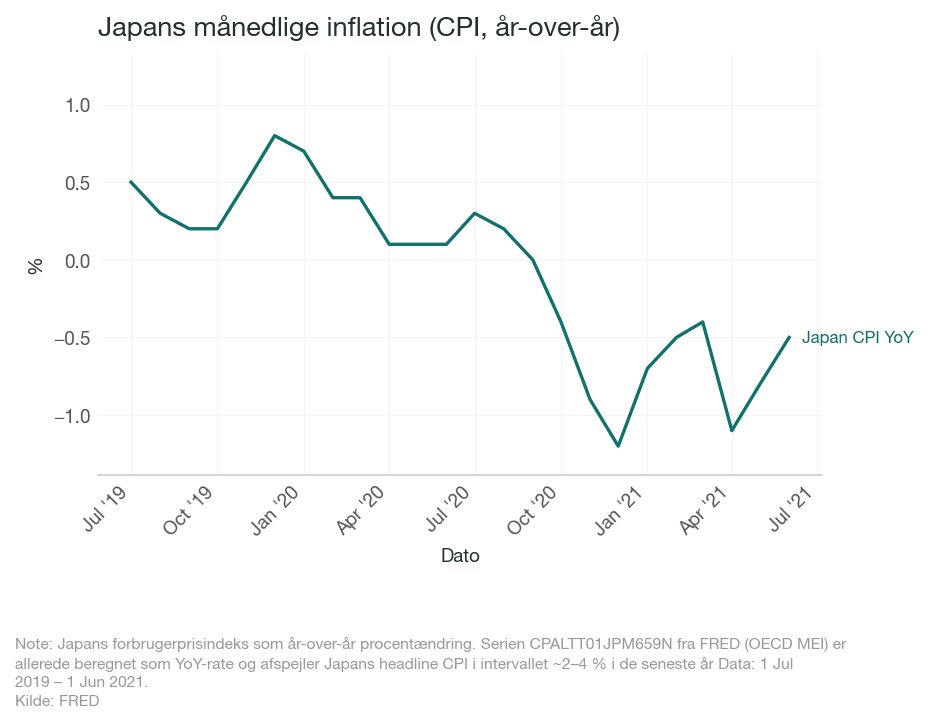 Japans månedlige inflation (CPI, år-over-år)
1.0
0.5
0.0
−0.5
−1.0
%
Japan CPI YoY
Jul '19
Oct '19
Jan '20
Apr '20
Jul '20
Oct '20
Jan '21
Apr '21
Jul '21
Dato
Note: Japans forbrugerprisindeks som år-over-år procentændring. Serien CPALTT01JPM659N fra FRED (OECD MEI) er
allerede beregnet som YoY-rate og afspejler Japans headline CPI i intervallet ~2–4 % i de seneste år Data: 1 Jul
2019 – 1 Jun 2021.
Kilde: FRED